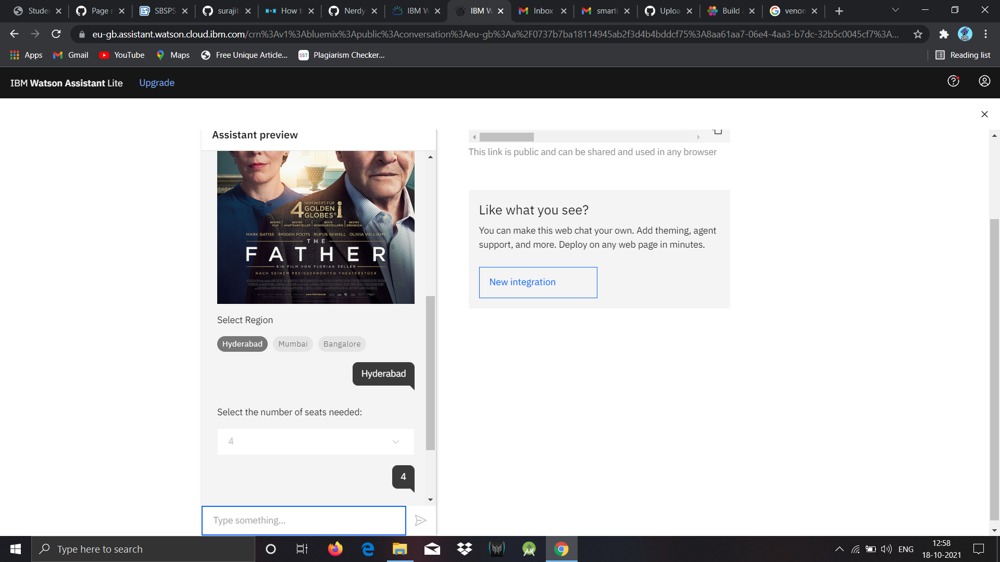 Studer
Page r
SBSPS
surajit
How t
Nerdy
IBM W
IBM W
Inbox
smarti
Uploa
Build
venom
eu-gb.assistant.watson.cloud.ibm.com/crn%3Av1%3Abluemix%3Apublic%3Aconversation%3Aeu-gb%3Aa%2F0737b7ba18114945ab2f3d4b4bddcf75%3A8aa61aa7-06e4-4aa3-b7dc-32b5c0045cf7%3A...
Apps
Gmail
YouTube
Maps
Free Unique Article...
SST
Plagiarism Checker...
Reading list
IBM Watson Assistant Lite
Upgrade
Assistant preview
4 NOMINIERT FÜR
GOLDEN
GLOBES®
BESTER FILM
BESTER HAUPTDARSTELLER
BESTE NEBENDARSTELLERIN
BESTES DREHBUCH
MARK GATISS IMOGEN POOTS RUFUS SEWELL OLIVIA WILLIAMS
THE
FATHER
EIN FILM VON FLORIAN ZELLER
NACH SEINEM PREISGEKRÖNTEN THEATERSTÜCK
www.TheFather.de
Select Region
Hyderabad
Mumbai
Bangalore
Hyderabad
Select the number of seats needed:
4
4
Type something...
This link is public and can be shared and used in any browser
Like what you see?
You can make this web chat your own. Add theming, agent
support, and more. Deploy on any web page in minutes.
New integration
Type here to search
ENG
12:58
18-10-2021